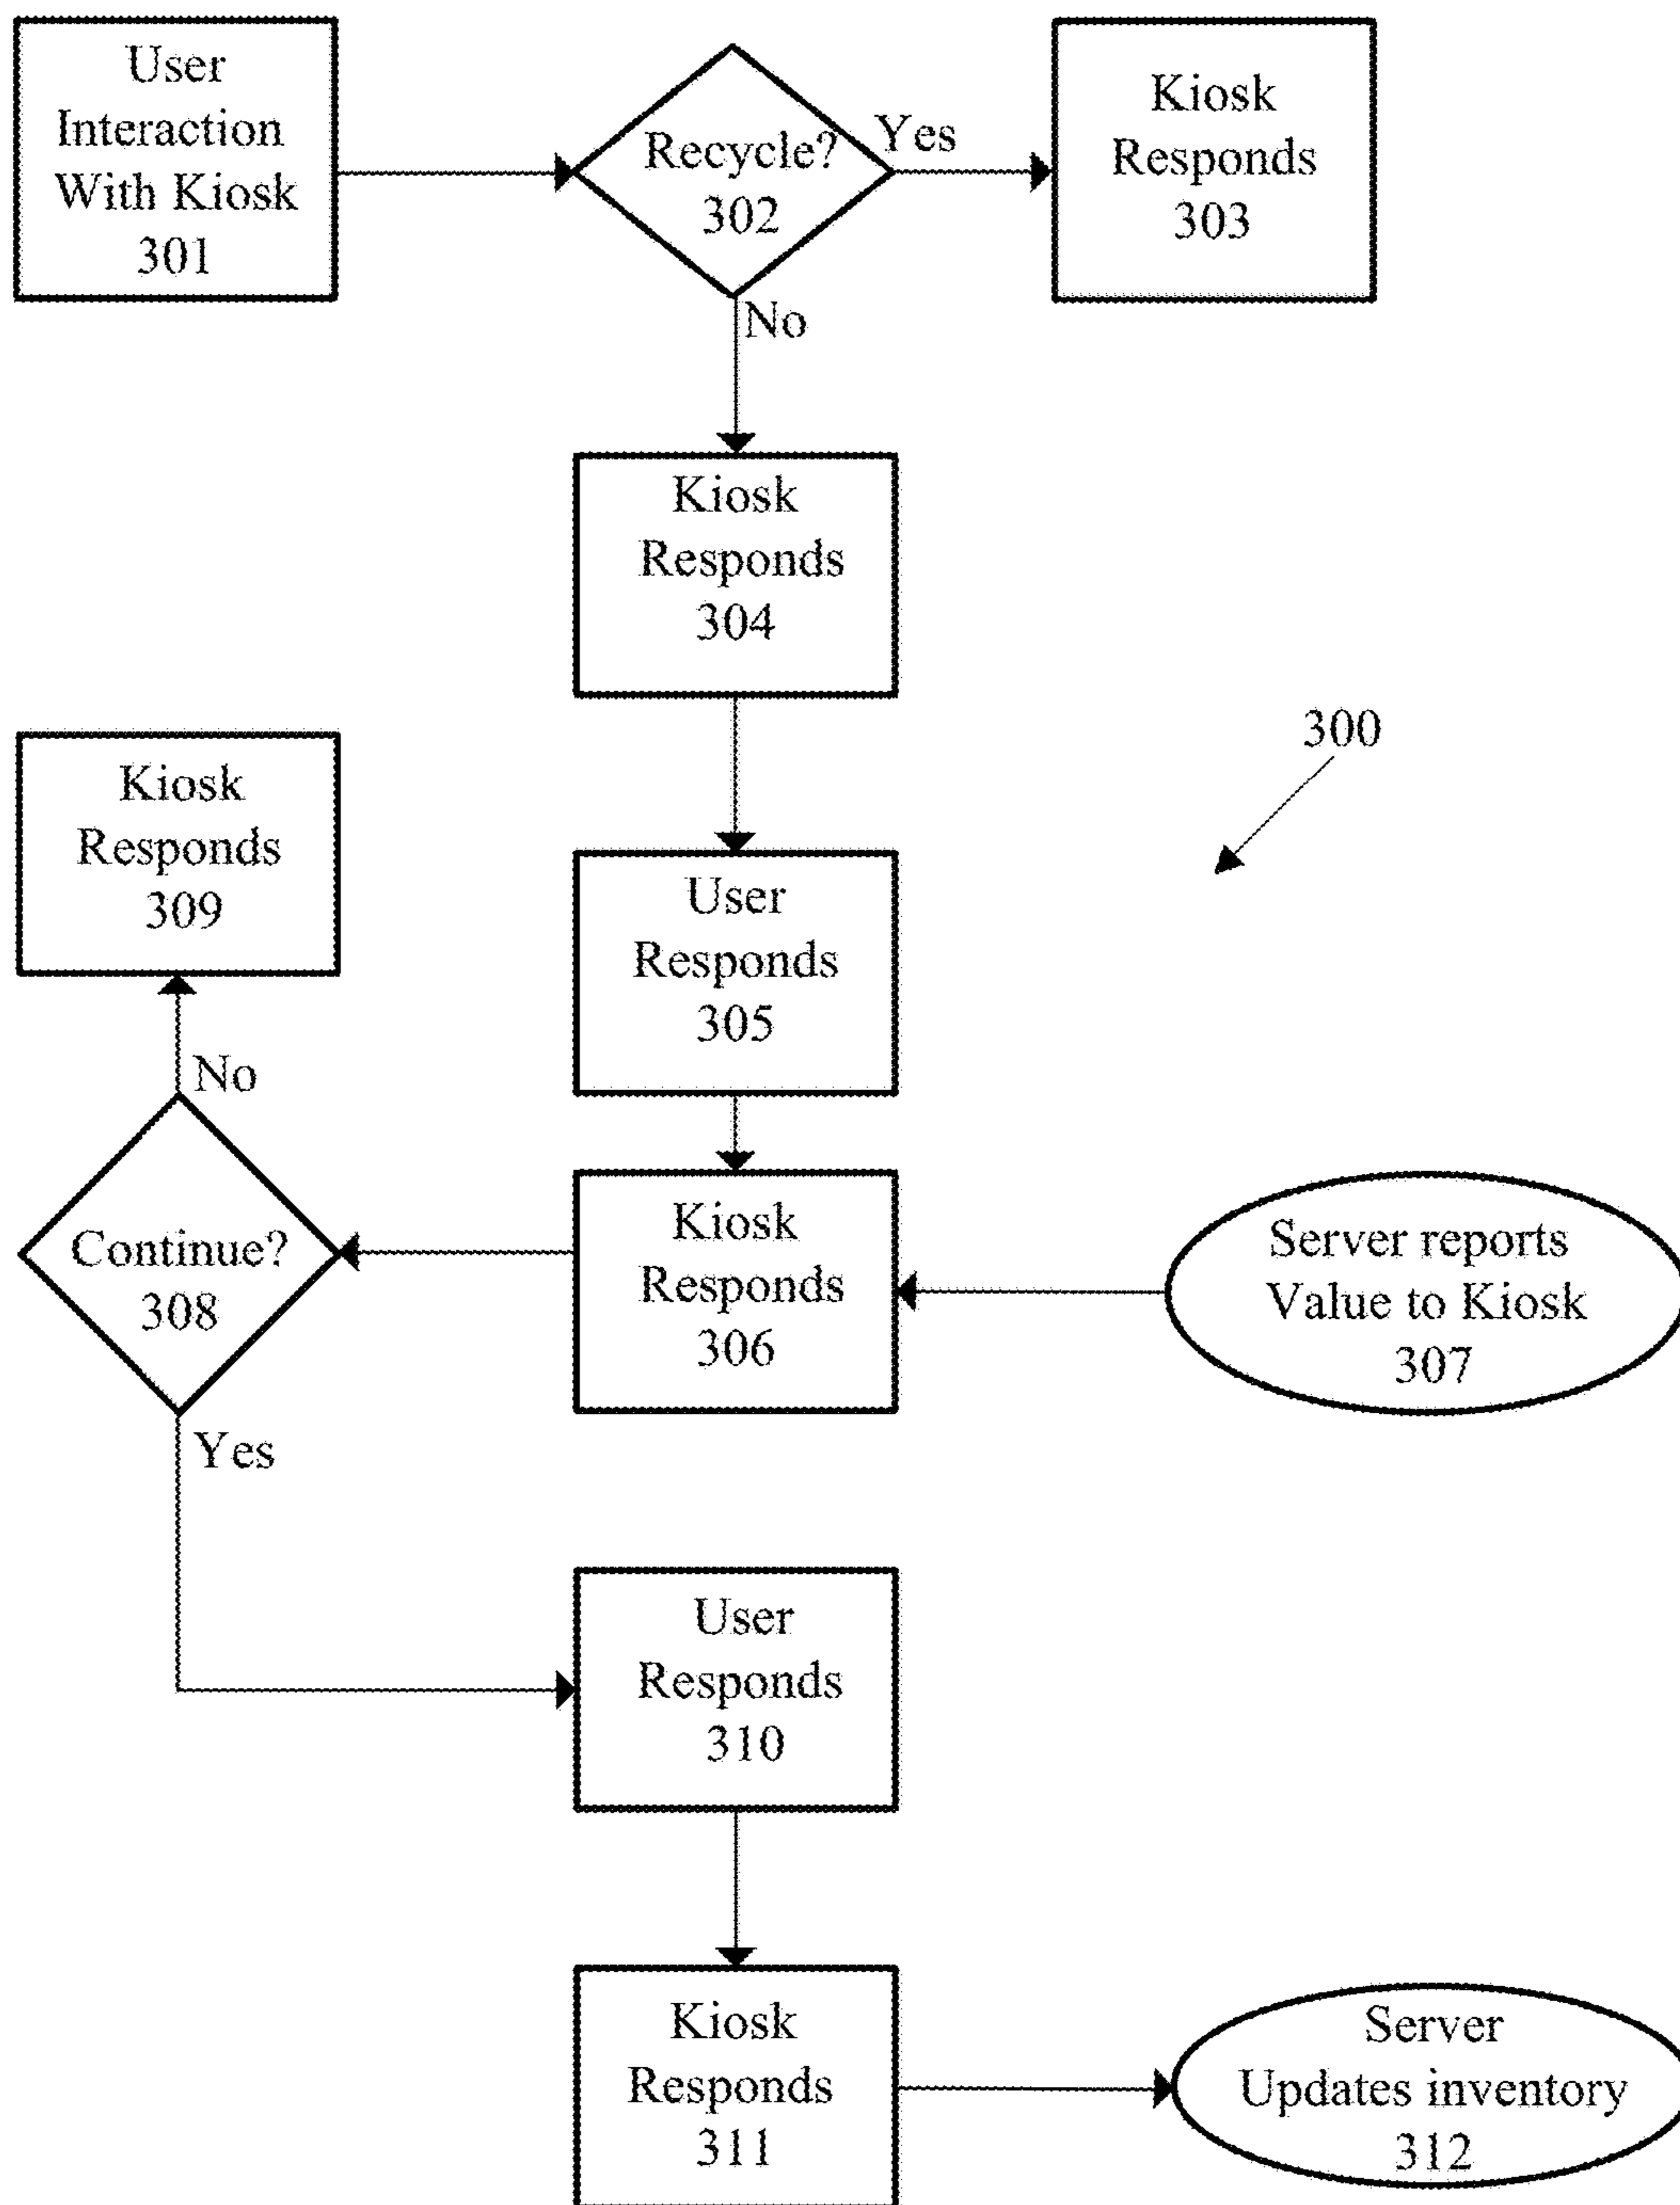 User
Interaction
With Kiosk
301
Recycle?
302
Yes
No
Kiosk
Responds
303
Kiosk
Responds
304
300
User
Responds
305
Kiosk
Responds
306
Server reports
Value to Kiosk
307
Continue?
308
No
Yes
Kiosk
Responds
309
User
Responds
310
Kiosk
Responds
311
Server
Updates inventory
312